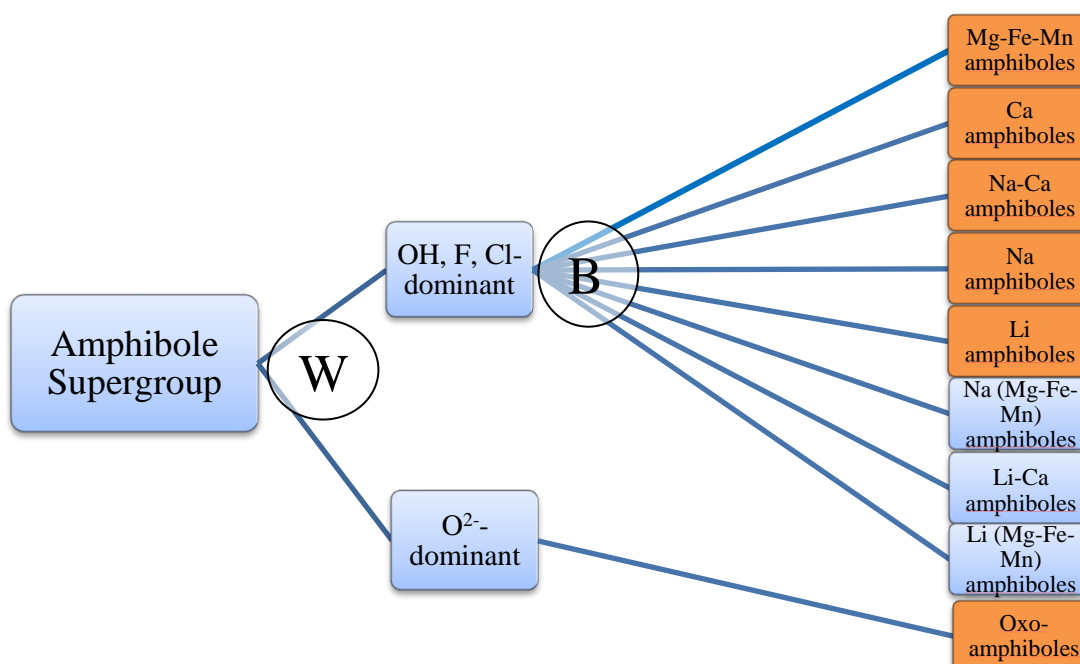 Amphibole
Supergroup
W
OH, F, Cl-
dominant
O²⁻-
dominant
B
Mg-Fe-Mn
amphiboles
Ca
amphiboles
Na-Ca
amphiboles
Na
amphiboles
Li
amphiboles
Na (Mg-Fe-
Mn)
amphiboles
Li-Ca
amphiboles
Li (Mg-Fe-
Mn)
amphiboles
Oxo-
amphiboles